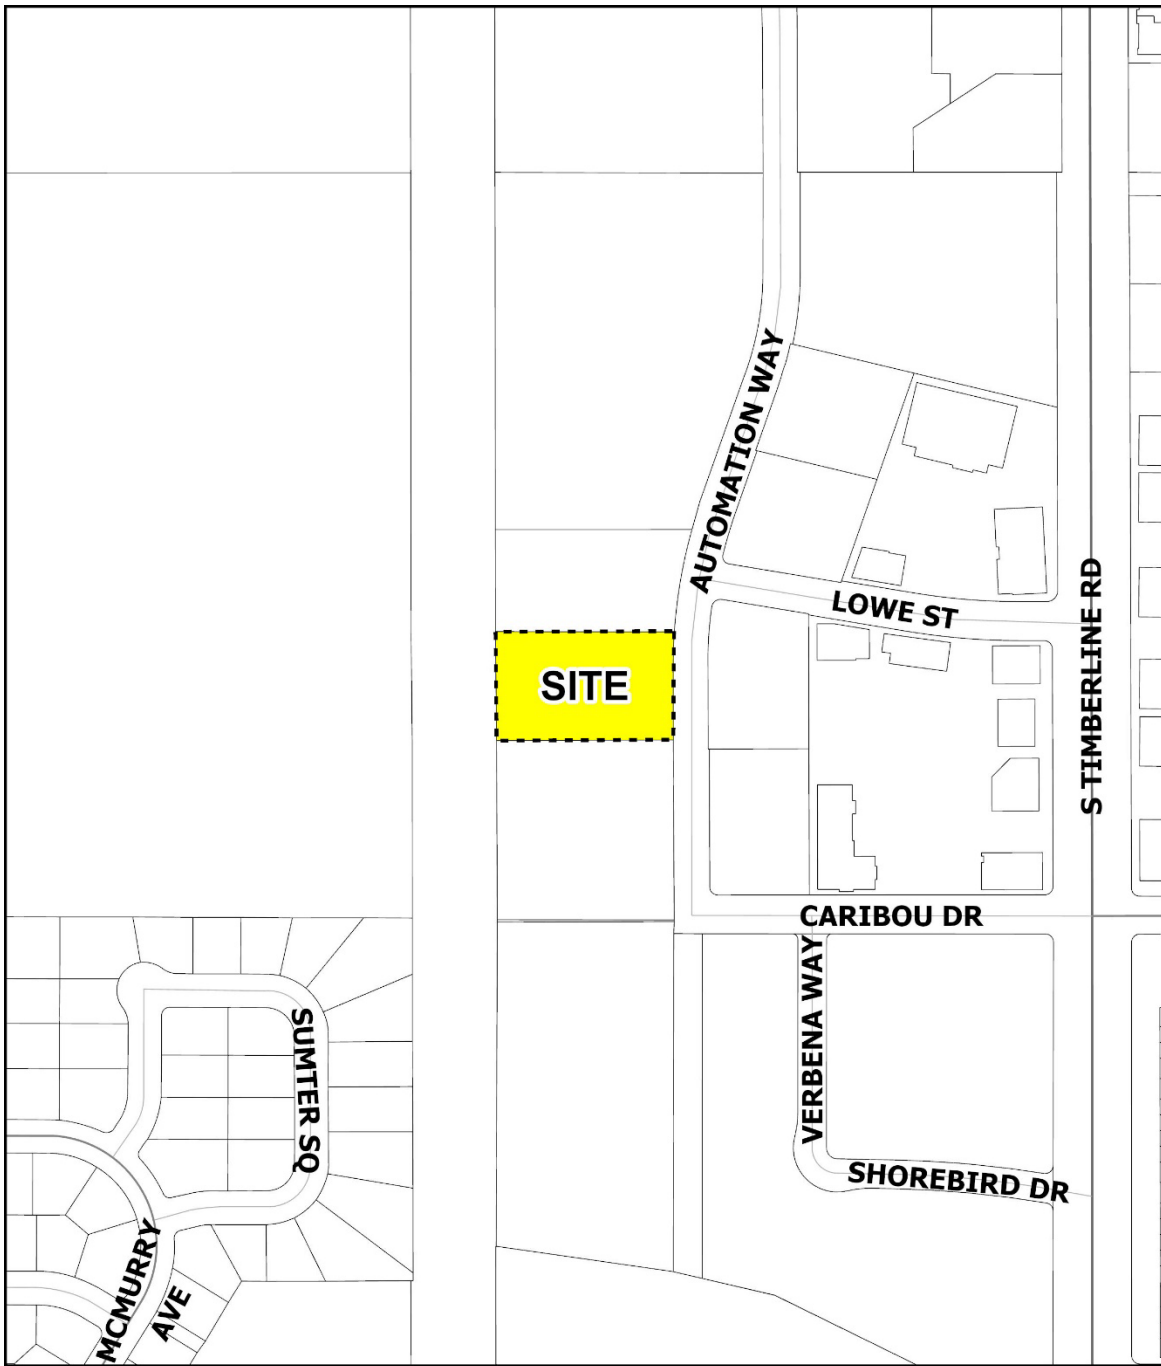 AUTOMATION WAY
LOWE ST
S TIMBERLINE RD
SITE
CARIBOU DR
VERBENA WAY
SUMTER SQ
SHOREBIRD DR
MCMURRY
AVE